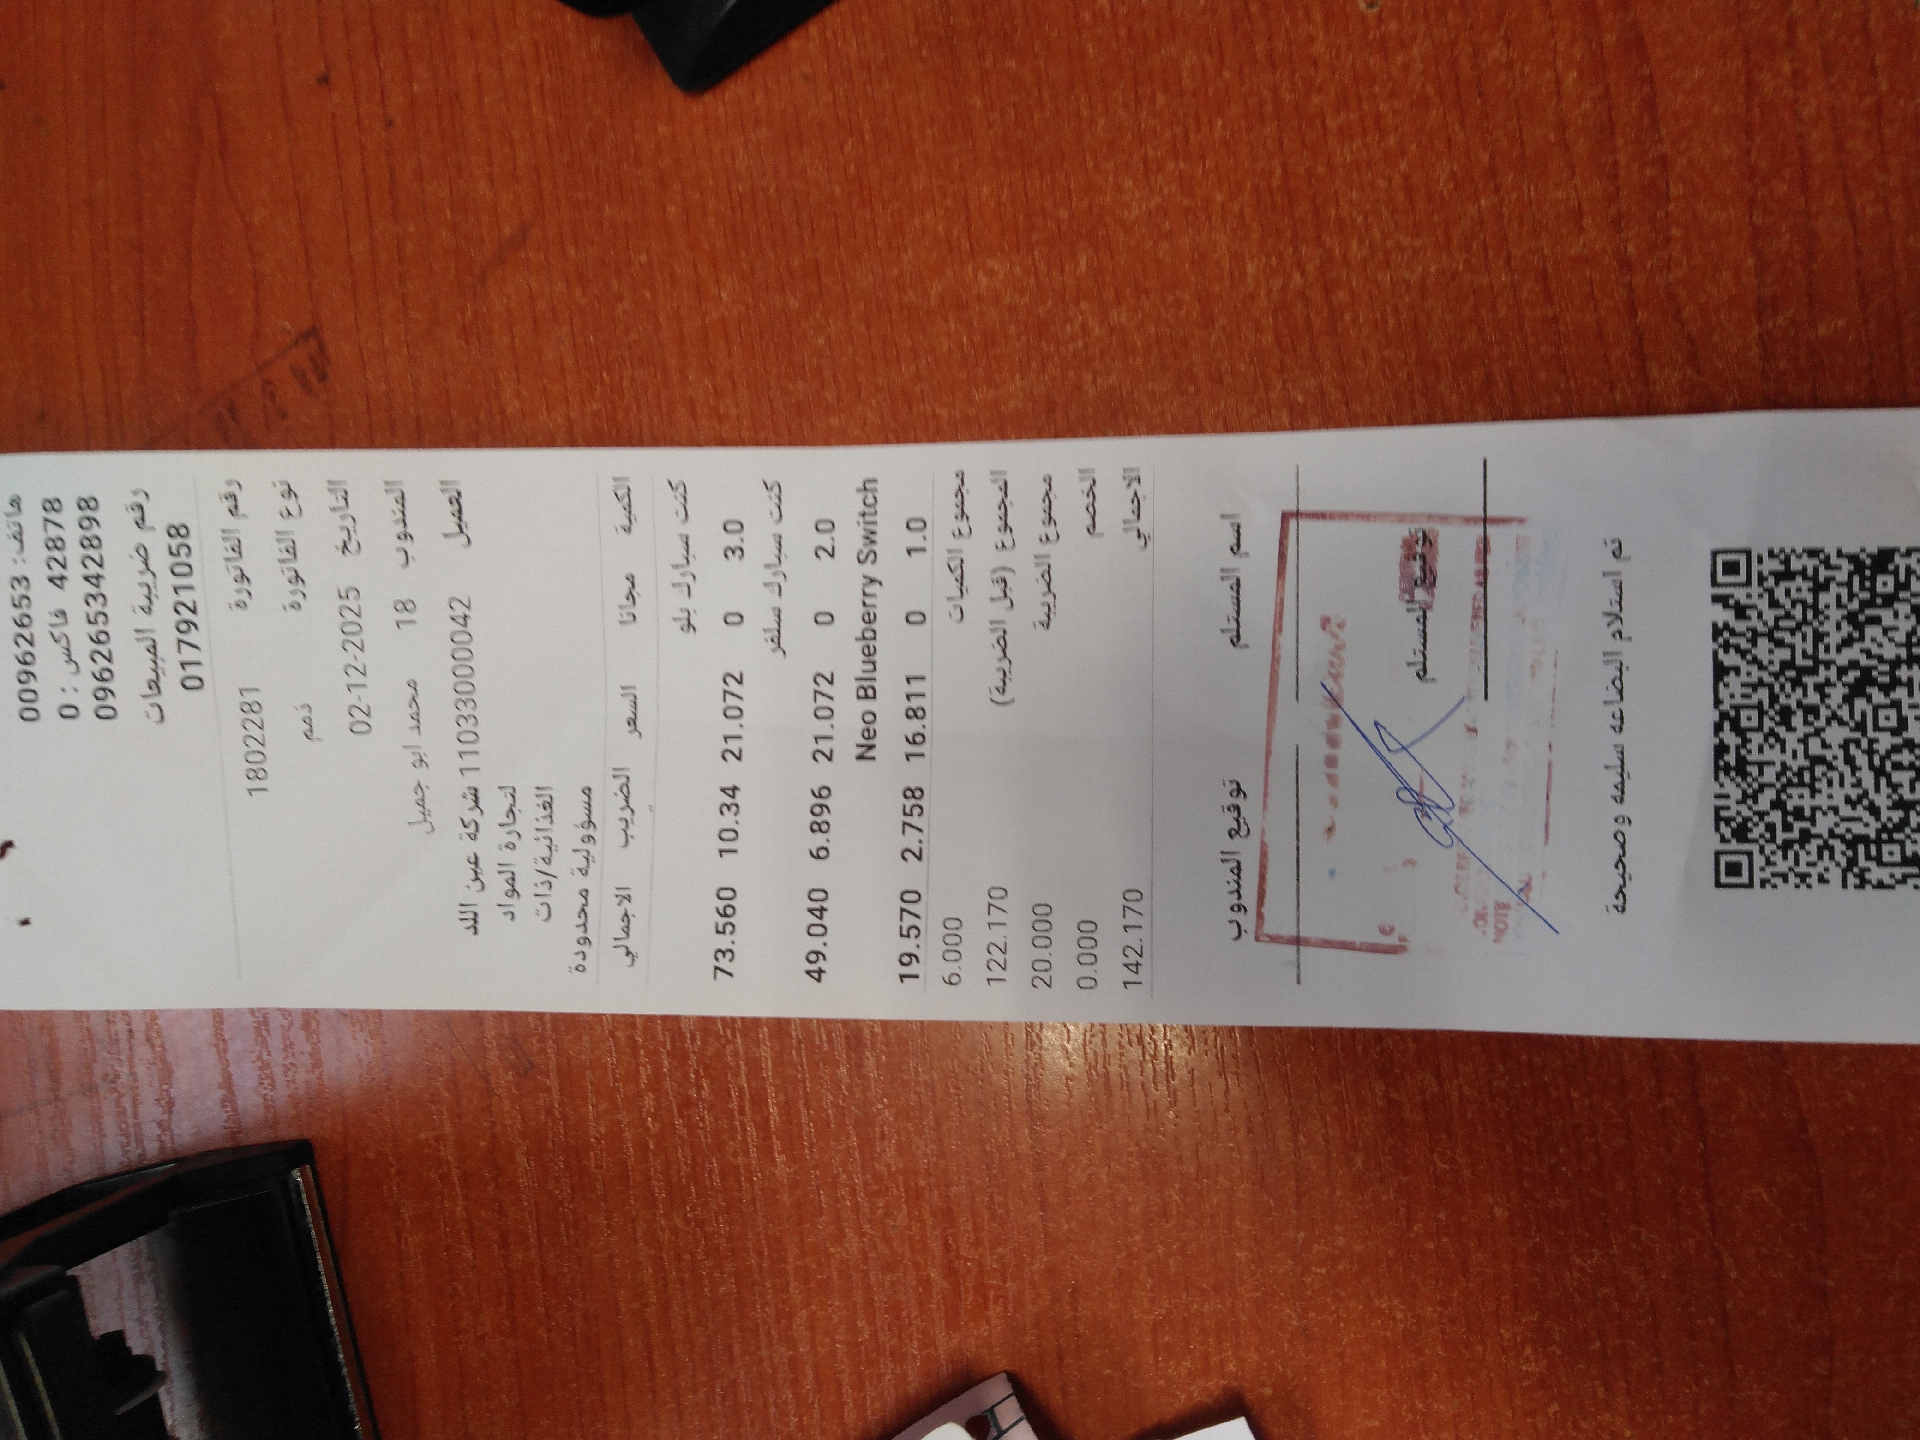 هاتف: 00962653
42878 فاكس : 0
096265342898
رقم ضريبة المبيعات
017921058
رقم الفاتورة 1802281
نوع الفاتورة ذمم
التاريخ 02-12-2025
المندوب 18 محمد ابو جميل
العميل 1103300042 شركة عين اللد
لتجارة المواد
الغذائية/ذات
مسؤولية محدودة
الكمية مجانا السعر الضريب الاجمالي
كنت سبارك بلو
3.0 0 21.072 10.34 73.560
كنت سبارك سلفر
2.0 0 21.072 6.896 49.040
Neo Blueberry Switch
1.0 0 16.811 2.758 19.570
مجموع الكميات 6.000
المجموع (قبل الضريبة) 122.170
مجموع الضريبة 20.000
الخصم 0.000
الاجمالي 142.170
اسم المستلم توقيع المندوب
توقيع المستلم
NOTE
تم استلام البضاعه سليمه وصحيحة